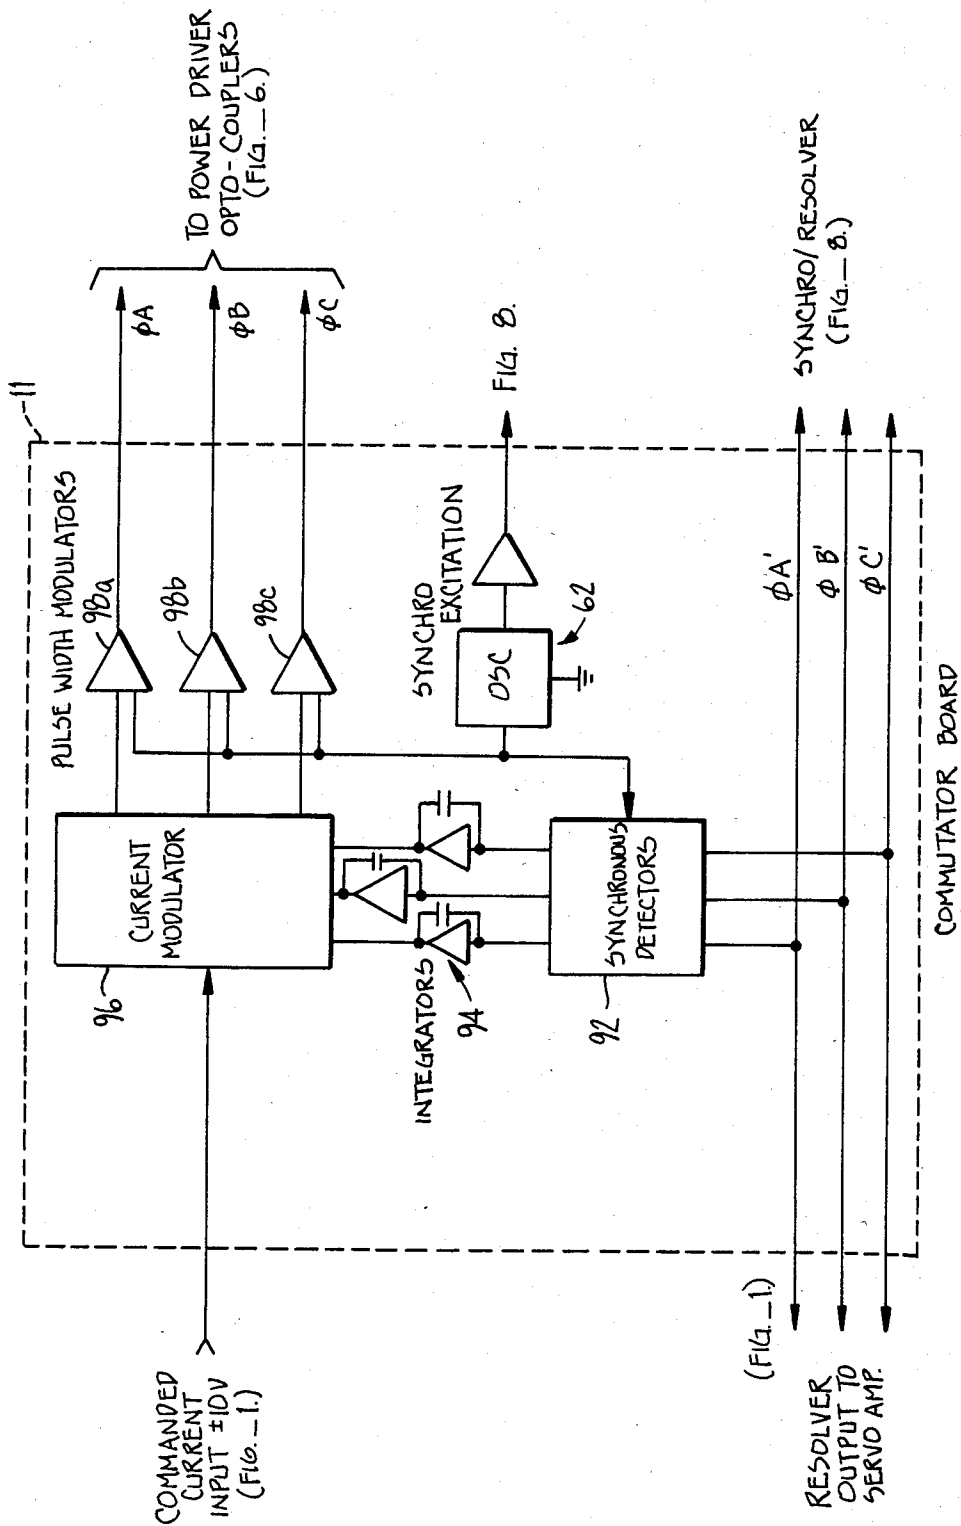 COMMANDED
CURRENT
INPUT ±10V
(FIG._1.)
11
PULSE WIDTH MODULATORS
98a
98b
98c
ϕA
ϕB
ϕC
TO POWER DRIVER
OPTO-COUPLERS
(FIG._6.)
CURRENT
MODULATOR
96
SYNCHRO
EXCITATION
OSC
62
FIG. 8.
INTEGRATORS
94
SYNCHRONOUS
DETECTORS
92
(FIG._1.)
RESOLVER
OUTPUT TO
SERVO AMP.
ϕA'
ϕB'
ϕC'
SYNCHRO/RESOLVER
(FIG._8.)
COMMUTATOR BOARD